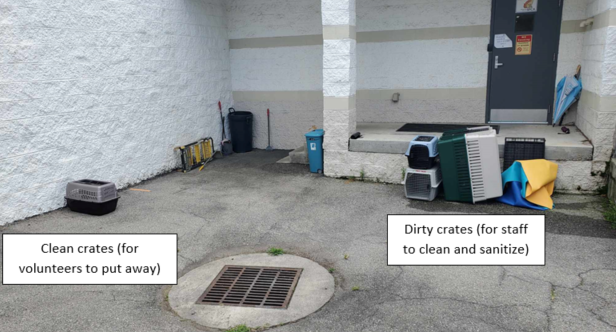 Clean crates (for
volunteers to put away)
Dirty crates (for staff
to clean and sanitize)